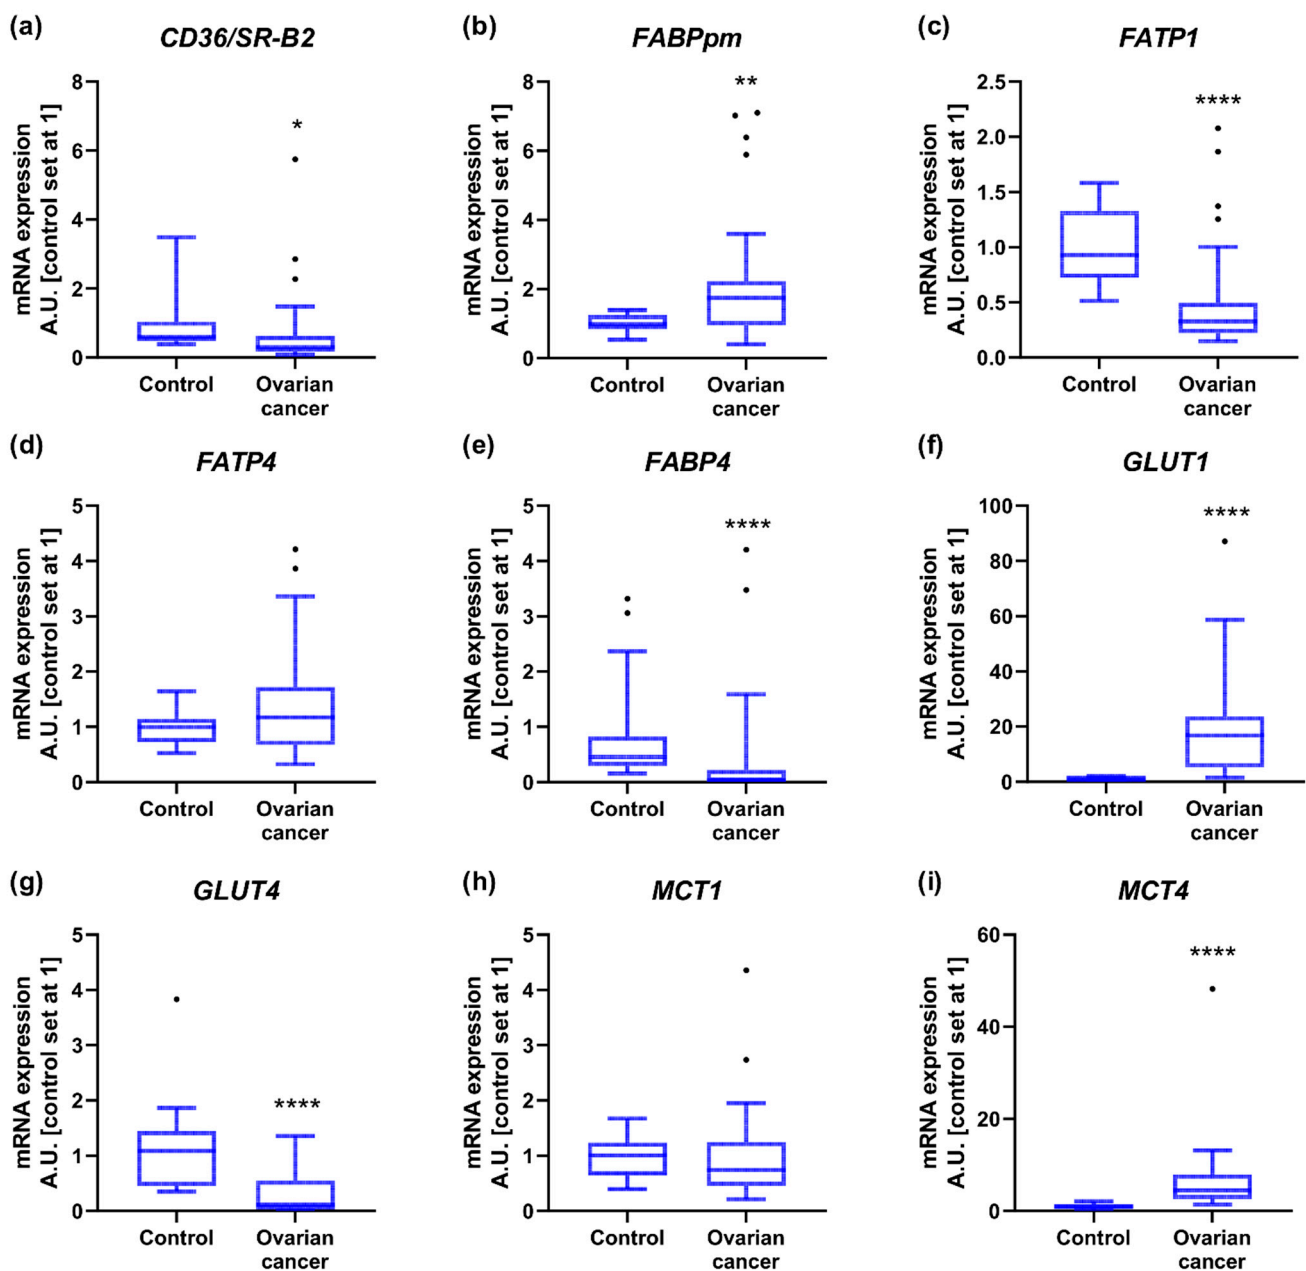 (a)
CD36/SR-B2
mRNA expression
A.U. [control set at 1]
8
6
4
2
0
*
Control
Ovarian
cancer
(b)
FABPpm
mRNA expression
A.U. [control set at 1]
8
6
4
2
0
**
Control
Ovarian
cancer
(c)
FATP1
mRNA expression
A.U. [control set at 1]
2.5
2.0
1.5
1.0
0.5
0.0
****
Control
Ovarian
cancer
(d)
FATP4
mRNA expression
A.U. [control set at 1]
5
4
3
2
1
0
Control
Ovarian
cancer
(e)
FABP4
mRNA expression
A.U. [control set at 1]
5
4
3
2
1
0
****
Control
Ovarian
cancer
(f)
GLUT1
mRNA expression
A.U. [control set at 1]
100
80
60
40
20
0
****
Control
Ovarian
cancer
(g)
GLUT4
mRNA expression
A.U. [control set at 1]
5
4
3
2
1
0
****
Control
Ovarian
cancer
(h)
MCT1
mRNA expression
A.U. [control set at 1]
5
4
3
2
1
0
Control
Ovarian
cancer
(i)
MCT4
mRNA expression
A.U. [control set at 1]
60
40
20
0
****
Control
Ovarian
cancer